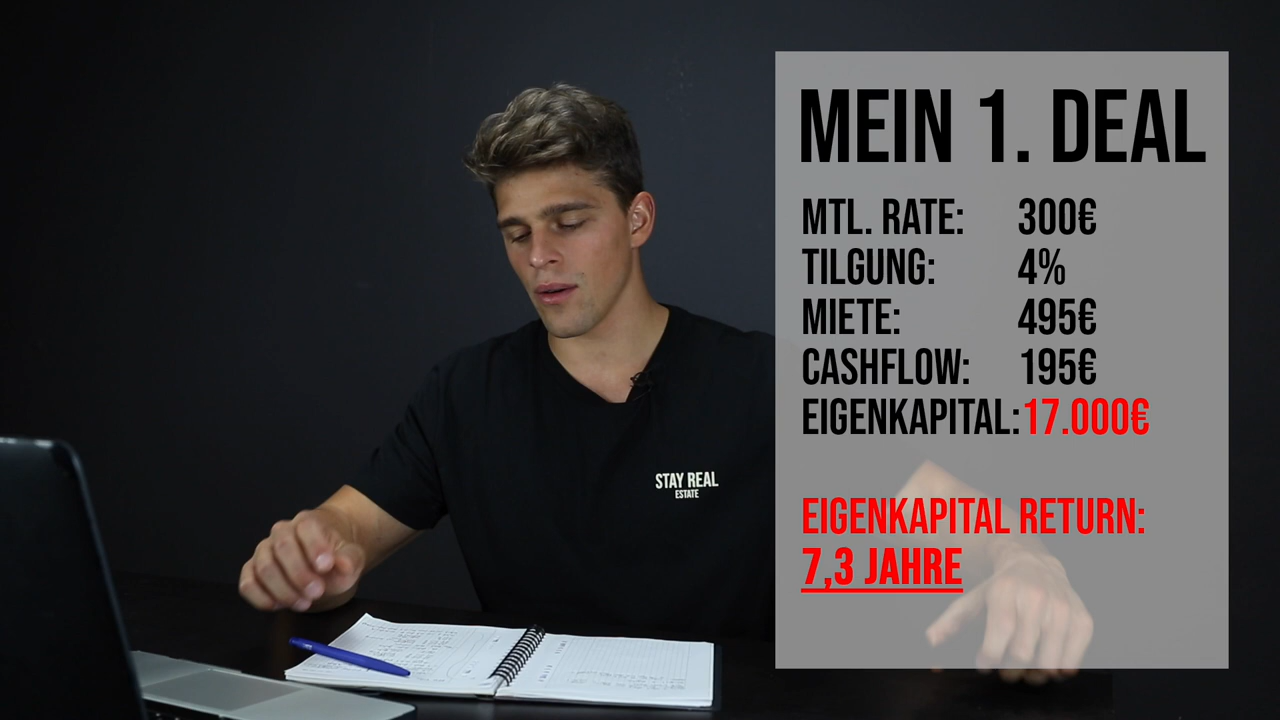 MEIN 1. DEAL
MTL. RATE: 300€
TILGUNG: 4%
MIETE: 495€
CASHFLOW: 195€
EIGENKAPITAL: 17.000€
EIGENKAPITAL RETURN:
7,3 JAHRE
STAY REAL
ESTATE